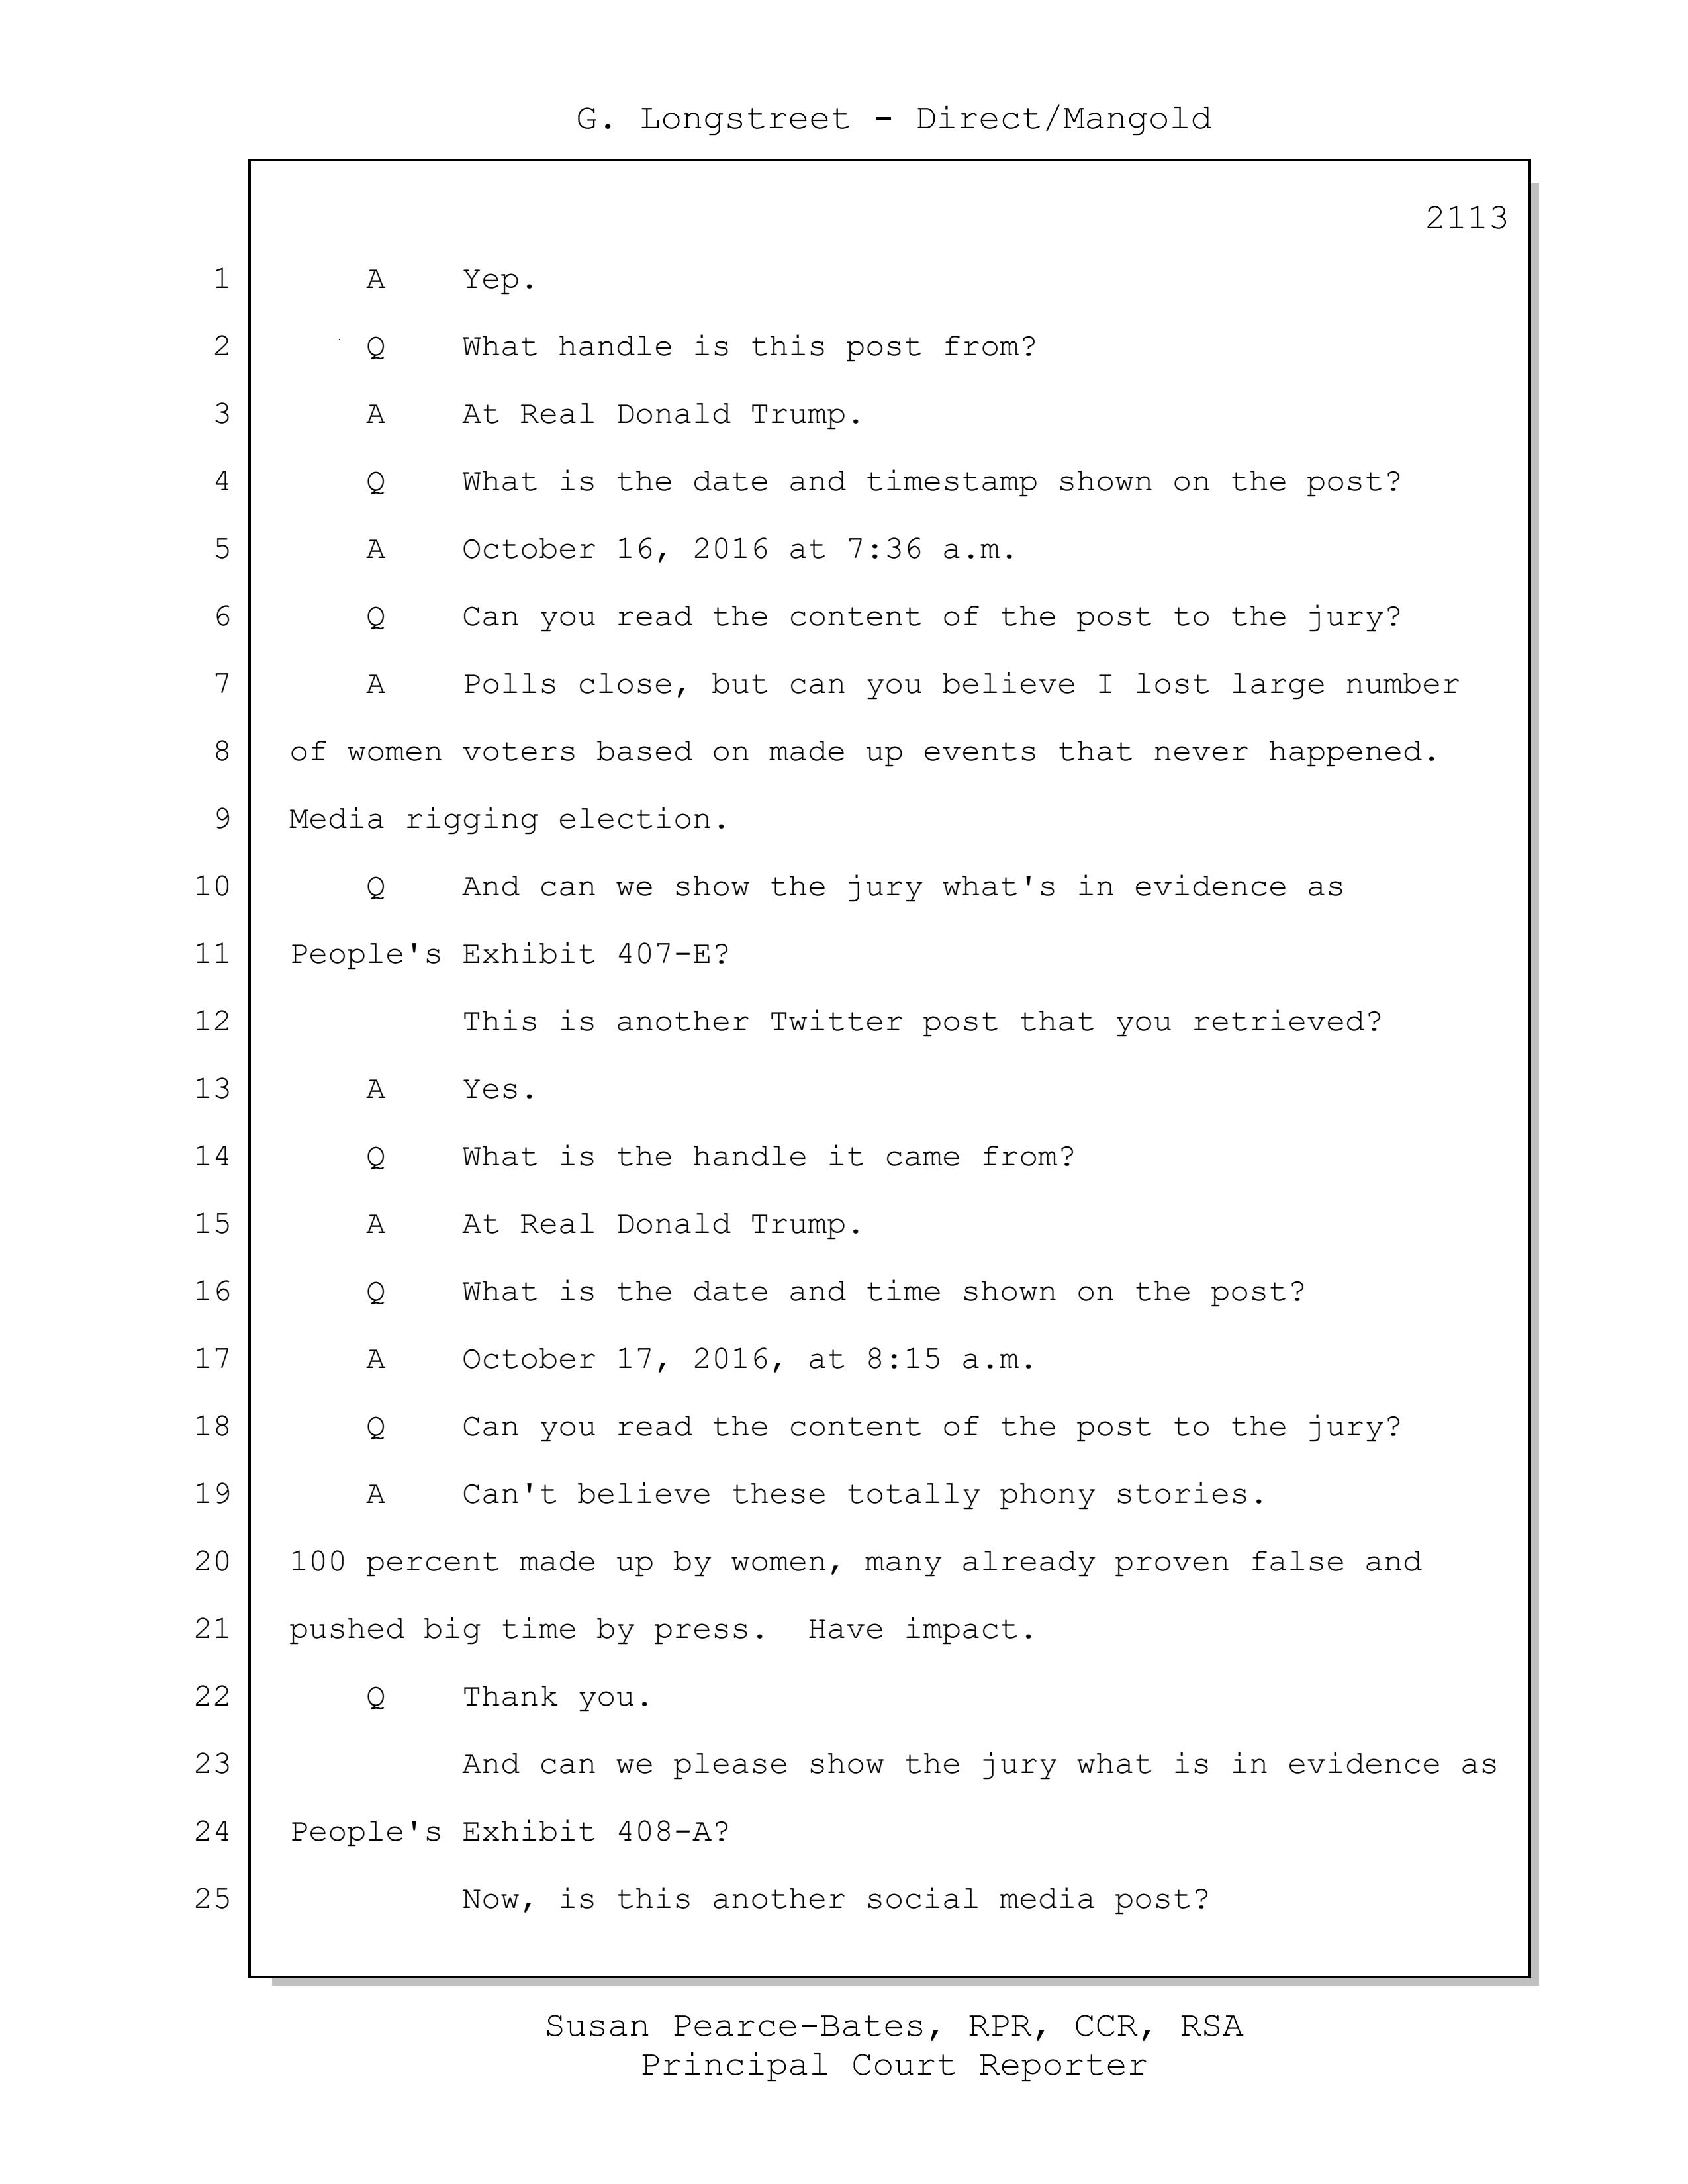 G. Longstreet - Direct/Mangold
2113
1 A Yep.
2 Q What handle is this post from?
3 A At Real Donald Trump.
4 Q What is the date and timestamp shown on the post?
5 A October 16, 2016 at 7:36 a.m.
6 Q Can you read the content of the post to the jury?
7 A Polls close, but can you believe I lost large number
8 of women voters based on made up events that never happened.
9 Media rigging election.
10 Q And can we show the jury what's in evidence as
11 People's Exhibit 407-E?
12 This is another Twitter post that you retrieved?
13 A Yes.
14 Q What is the handle it came from?
15 A At Real Donald Trump.
16 Q What is the date and time shown on the post?
17 A October 17, 2016, at 8:15 a.m.
18 Q Can you read the content of the post to the jury?
19 A Can't believe these totally phony stories.
20 100 percent made up by women, many already proven false and
21 pushed big time by press. Have impact.
22 Q Thank you.
23 And can we please show the jury what is in evidence as
24 People's Exhibit 408-A?
25 Now, is this another social media post?
Susan Pearce-Bates, RPR, CCR, RSA
Principal Court Reporter